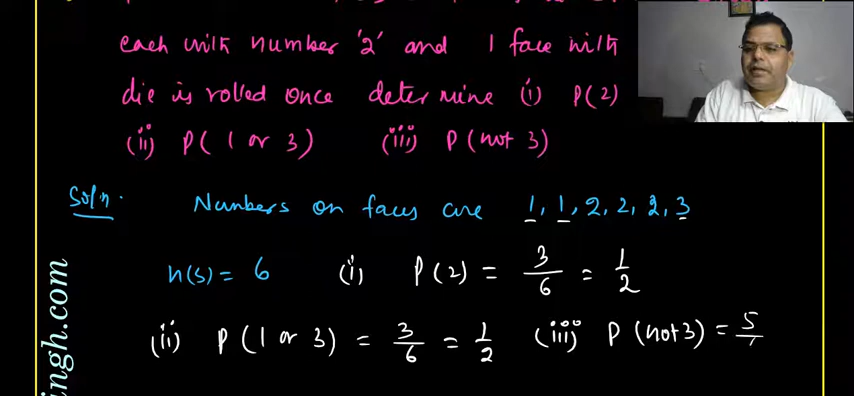 each with number '2' and 1 face with
die is rolled once determine (i) P(2)
(ii) P(1 or 3) (iii) P(not 3)
Sol/n. Numbers on faces are 1, 1, 2, 2, 2, 3
n(s) = 6 (i) P(2) = 3/6 = 1/2
(ii) P(1 or 3) = 3/6 = 1/2 (iii) P(not 3) = 5/
ingh.com